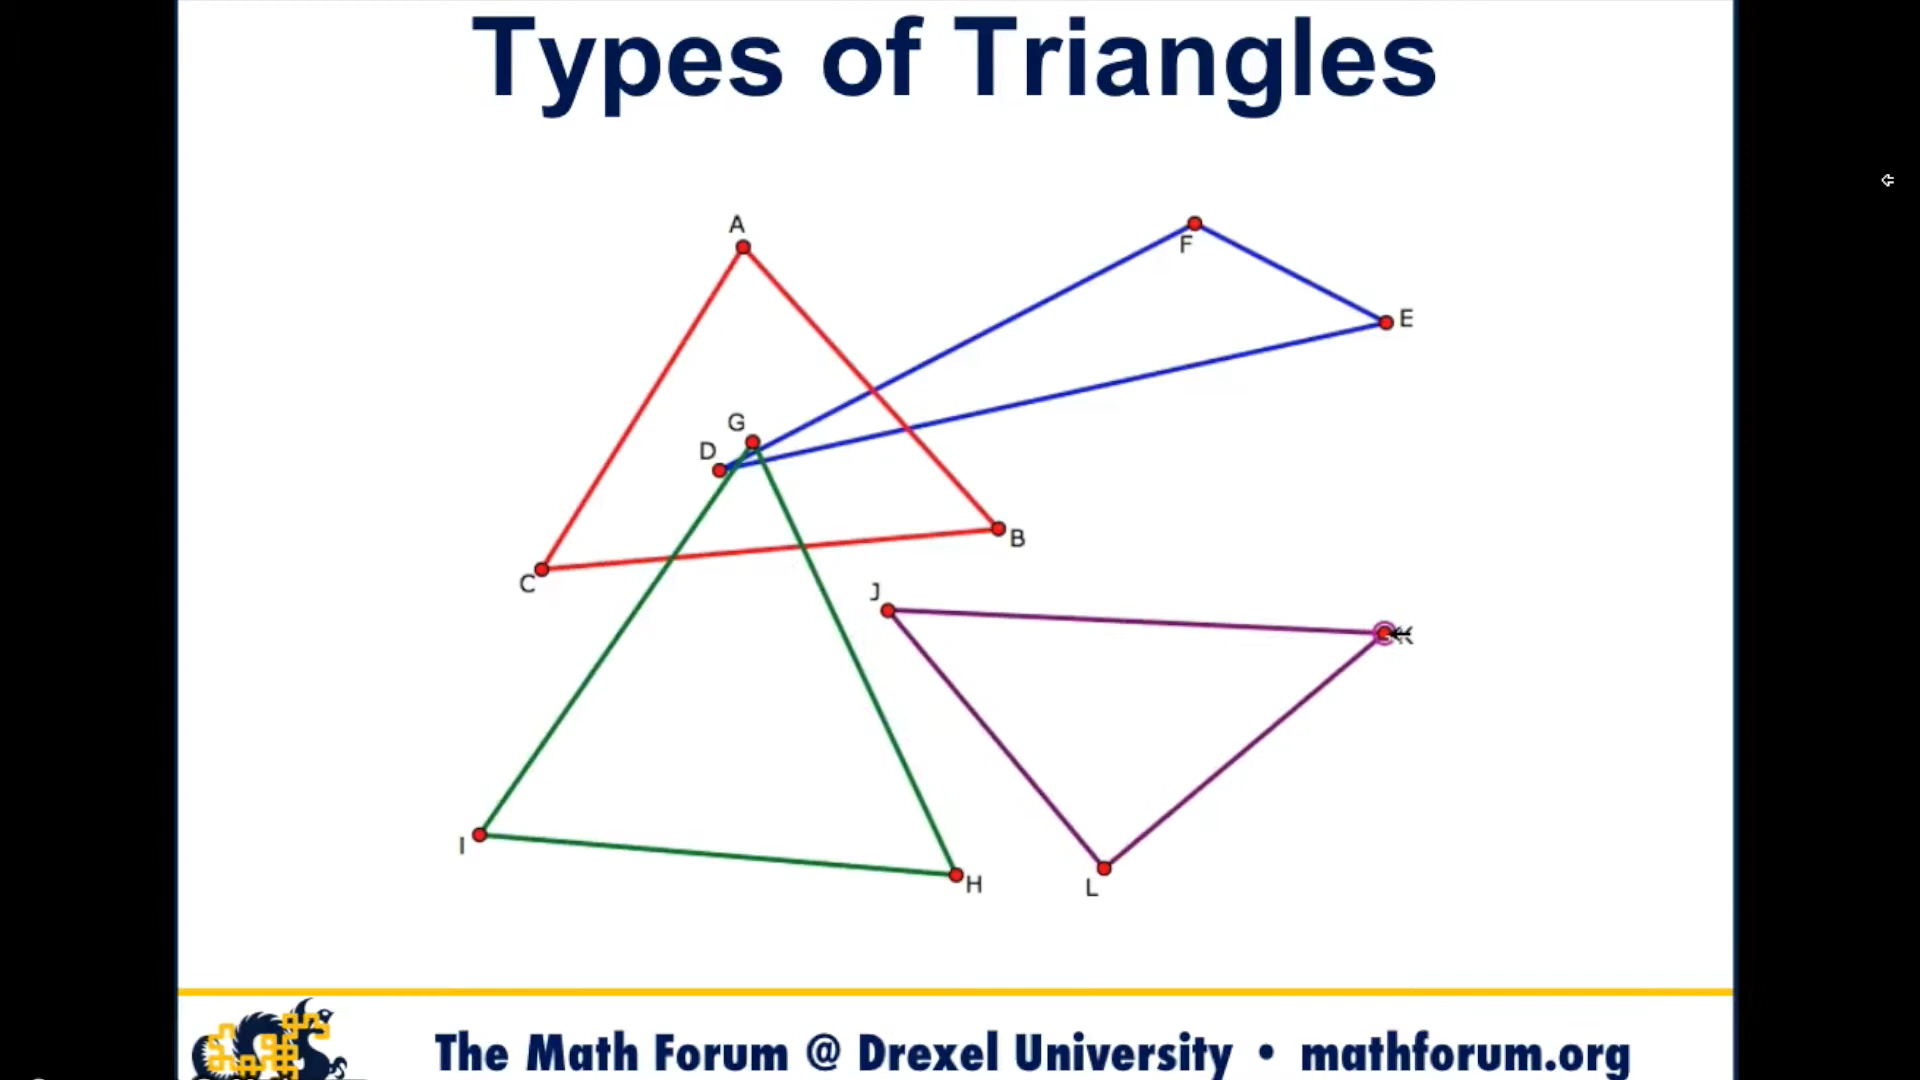 Types of Triangles
A
F
E
G
D
B
C
J
K
I
H
L
The Math Forum @ Drexel University • mathforum.org